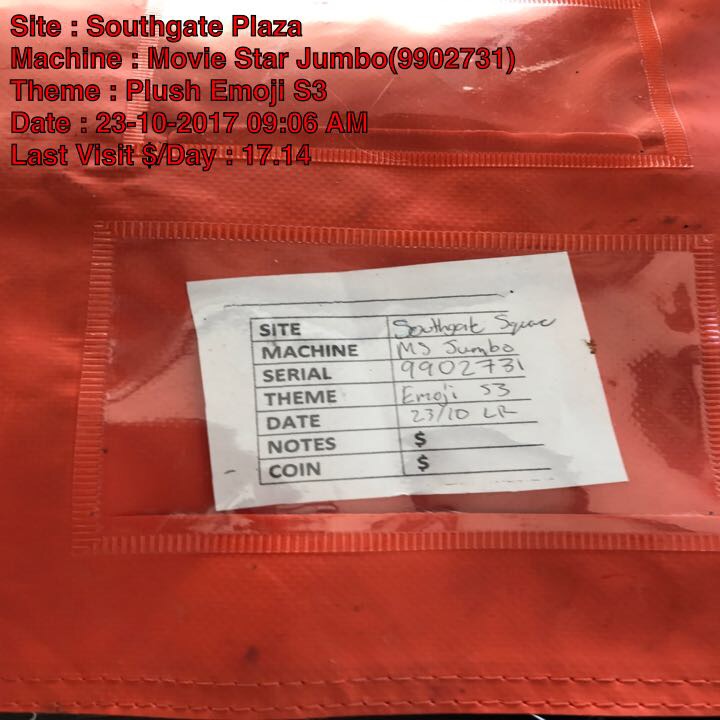 Site : Southgate Plaza
Machine : Movie Star Jumbo(9902731)
Theme : Plush Emoji S3
Date : 23-10-2017 09:06 AM
Last Visit $/Day : 17.14
SITE Southgate Square
MACHINE MJ Jumbo
SERIAL 9902731
THEME Emoji S3
DATE 23/10 LR
NOTES $
COIN $